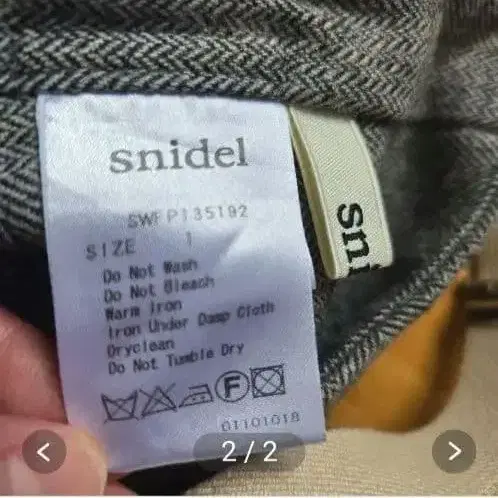 snidel
SWFP135192
SIZE 1
Do Not Wash
Do Not Bleach
Warm Iron
Iron Under Damp Cloth
Dryclean
Do Not Tumble Dry
F
01101018
sni
2/2